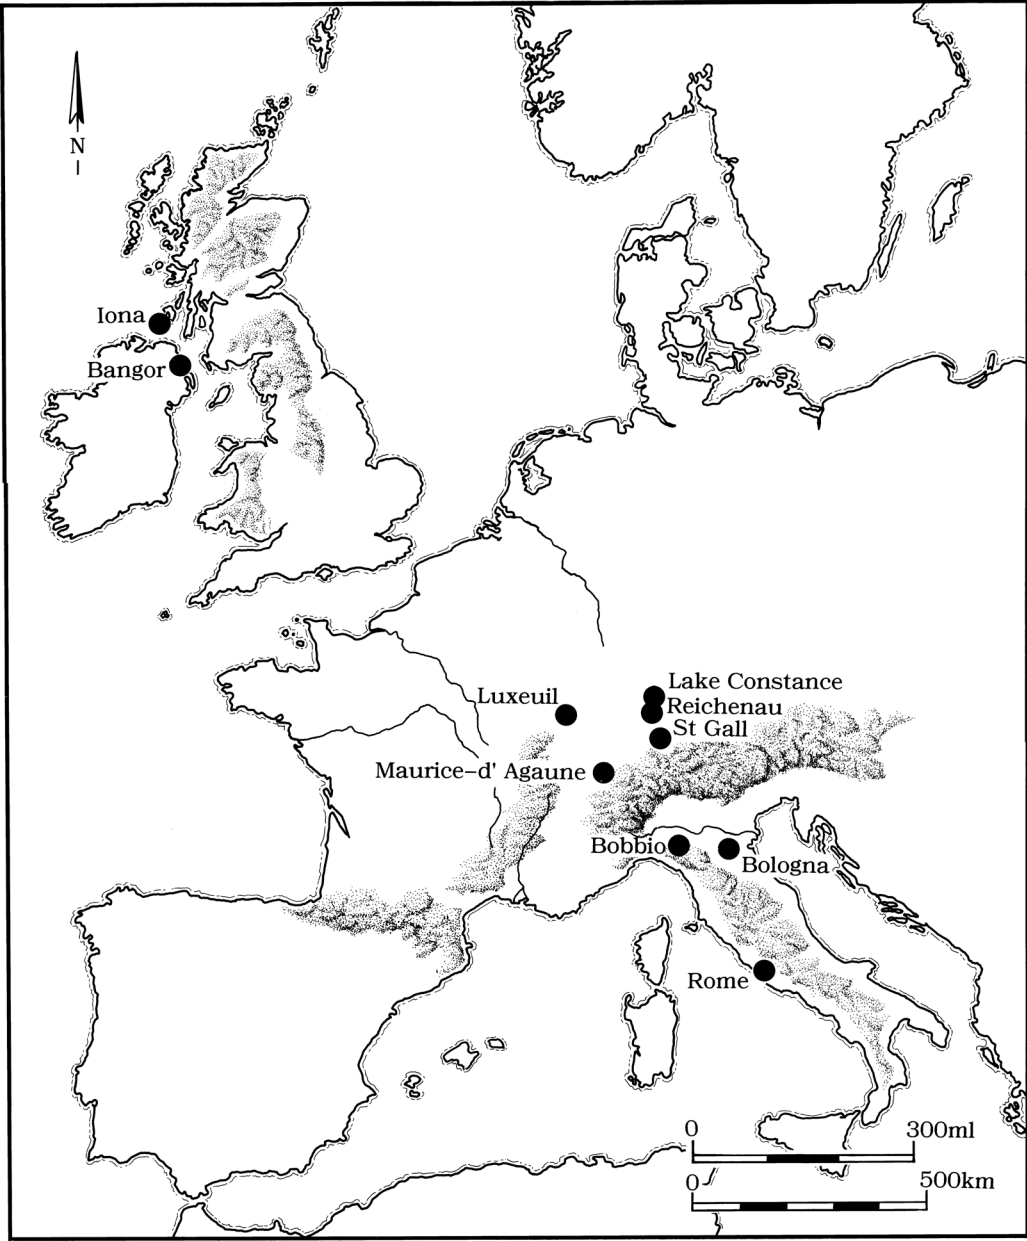 N
Iona
Bangor
Lake Constance
Luxeuil
Reichenau
St Gall
Maurice-d' Agaune
Bobbio
Bologna
Rome
0 300ml
0 500km